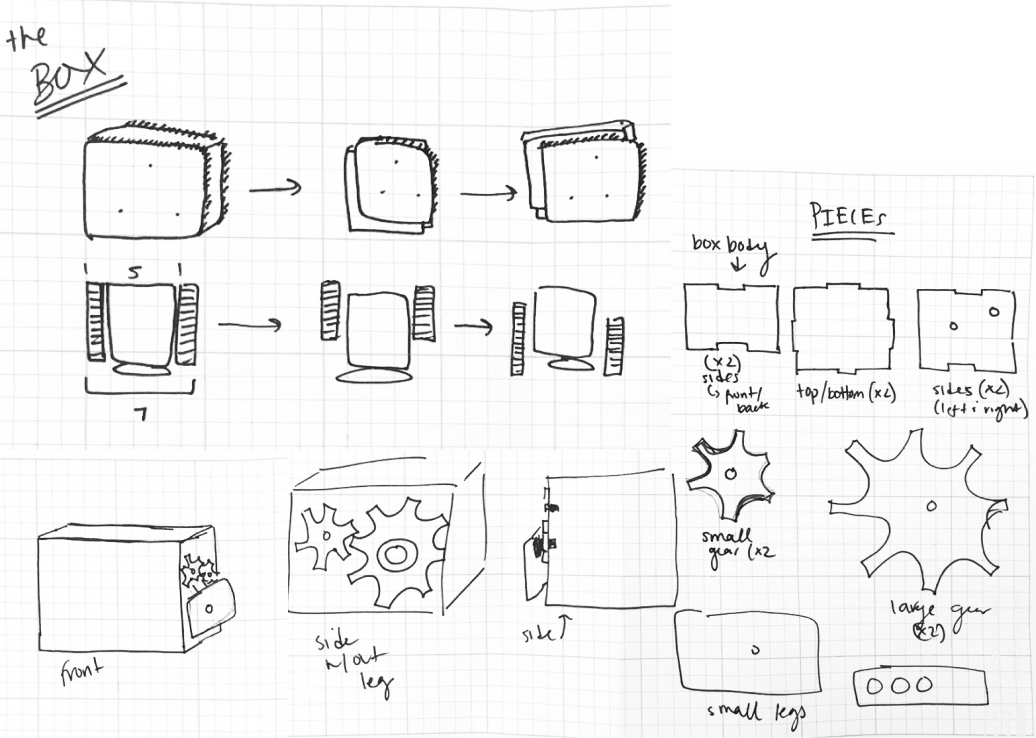 the
BOX
5
7
PIECES
box body
(x2)
sides
↳ front/
back
top/bottom (x2)
sides (x2)
(left & right)
small
gear (x2
large gear
(x2)
small legs
front
side
w/out
leg
side ↑